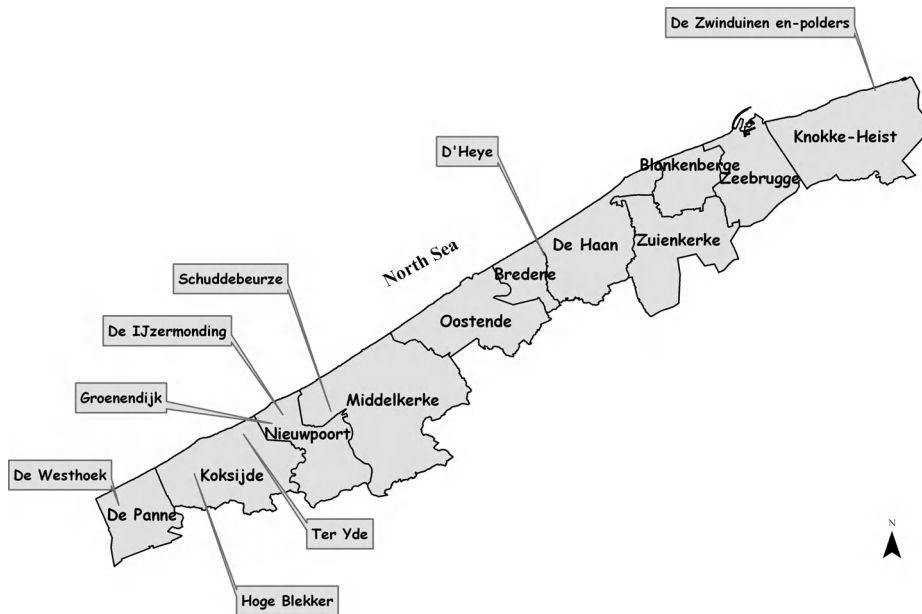 De Zwinduinen en-polders
Knokke-Heist
D'Heye
Blankenberge
Zeebrugge
De Haan
Zuienkerke
North Sea
Bredene
Schuddebeurze
Oostende
De IJzermonding
Groenendijk
Middelkerke
Nieuwpoort
De Westhoek
Koksijde
De Panne
Ter Yde
N
Hoge Blekker